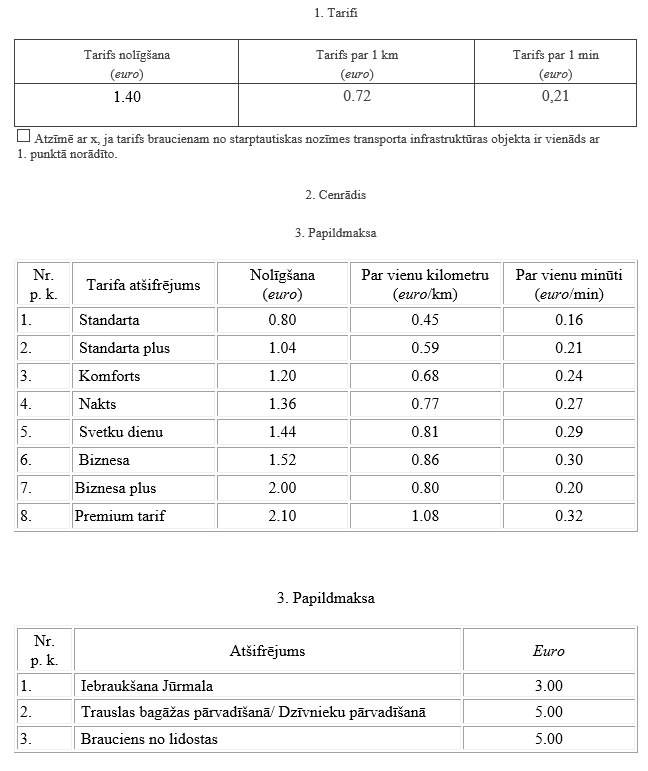 1. Tarifi
Tarifs nolīgšana
(euro)
Tarifs par 1 km
(euro)
Tarifs par 1 min
(euro)
1.40 0.72 0,21
Atzīmē ar x, ja tarifs braucienam no starptautiskas nozīmes transporta infrastruktūras objekta ir vienāds ar
1. punktā norādīto.
2. Cenrādis
3. Papildmaksa
Nr.
p. k.
Tarifa atšifrējums
Nolīgšana
(euro)
Par vienu kilometru
(euro/km)
Par vienu minūti
(euro/min)
1. Standarta 0.80 0.45 0.16
2. Standarta plus 1.04 0.59 0.21
3. Komforts 1.20 0.68 0.24
4. Nakts 1.36 0.77 0.27
5. Svetku dienu 1.44 0.81 0.29
6. Biznesa 1.52 0.86 0.30
7. Biznesa plus 2.00 0.80 0.20
8. Premium tarif 2.10 1.08 0.32
3. Papildmaksa
Nr.
p. k.
Atšifrējums
Euro
1. Iebraukšana Jūrmala 3.00
2. Trauslas bagāžas pārvadīšanā/ Dzīvnieku pārvadīšanā 5.00
3. Brauciens no lidostas 5.00